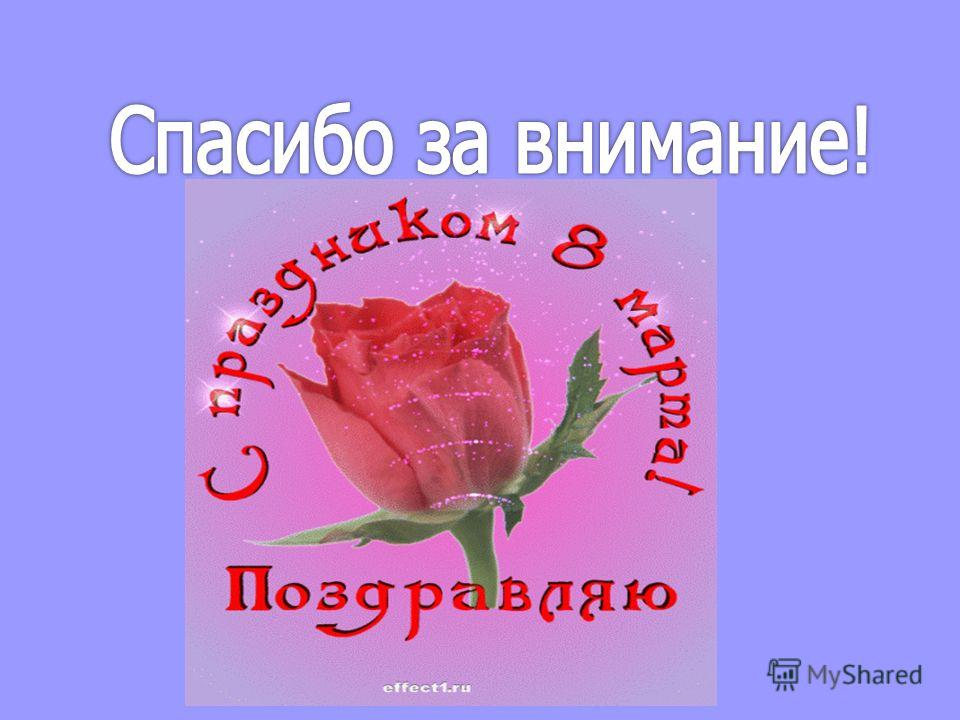 Спасибо за внимание!
С праздником 8 марта!
Поздравляю
effect1.ru
MyShared